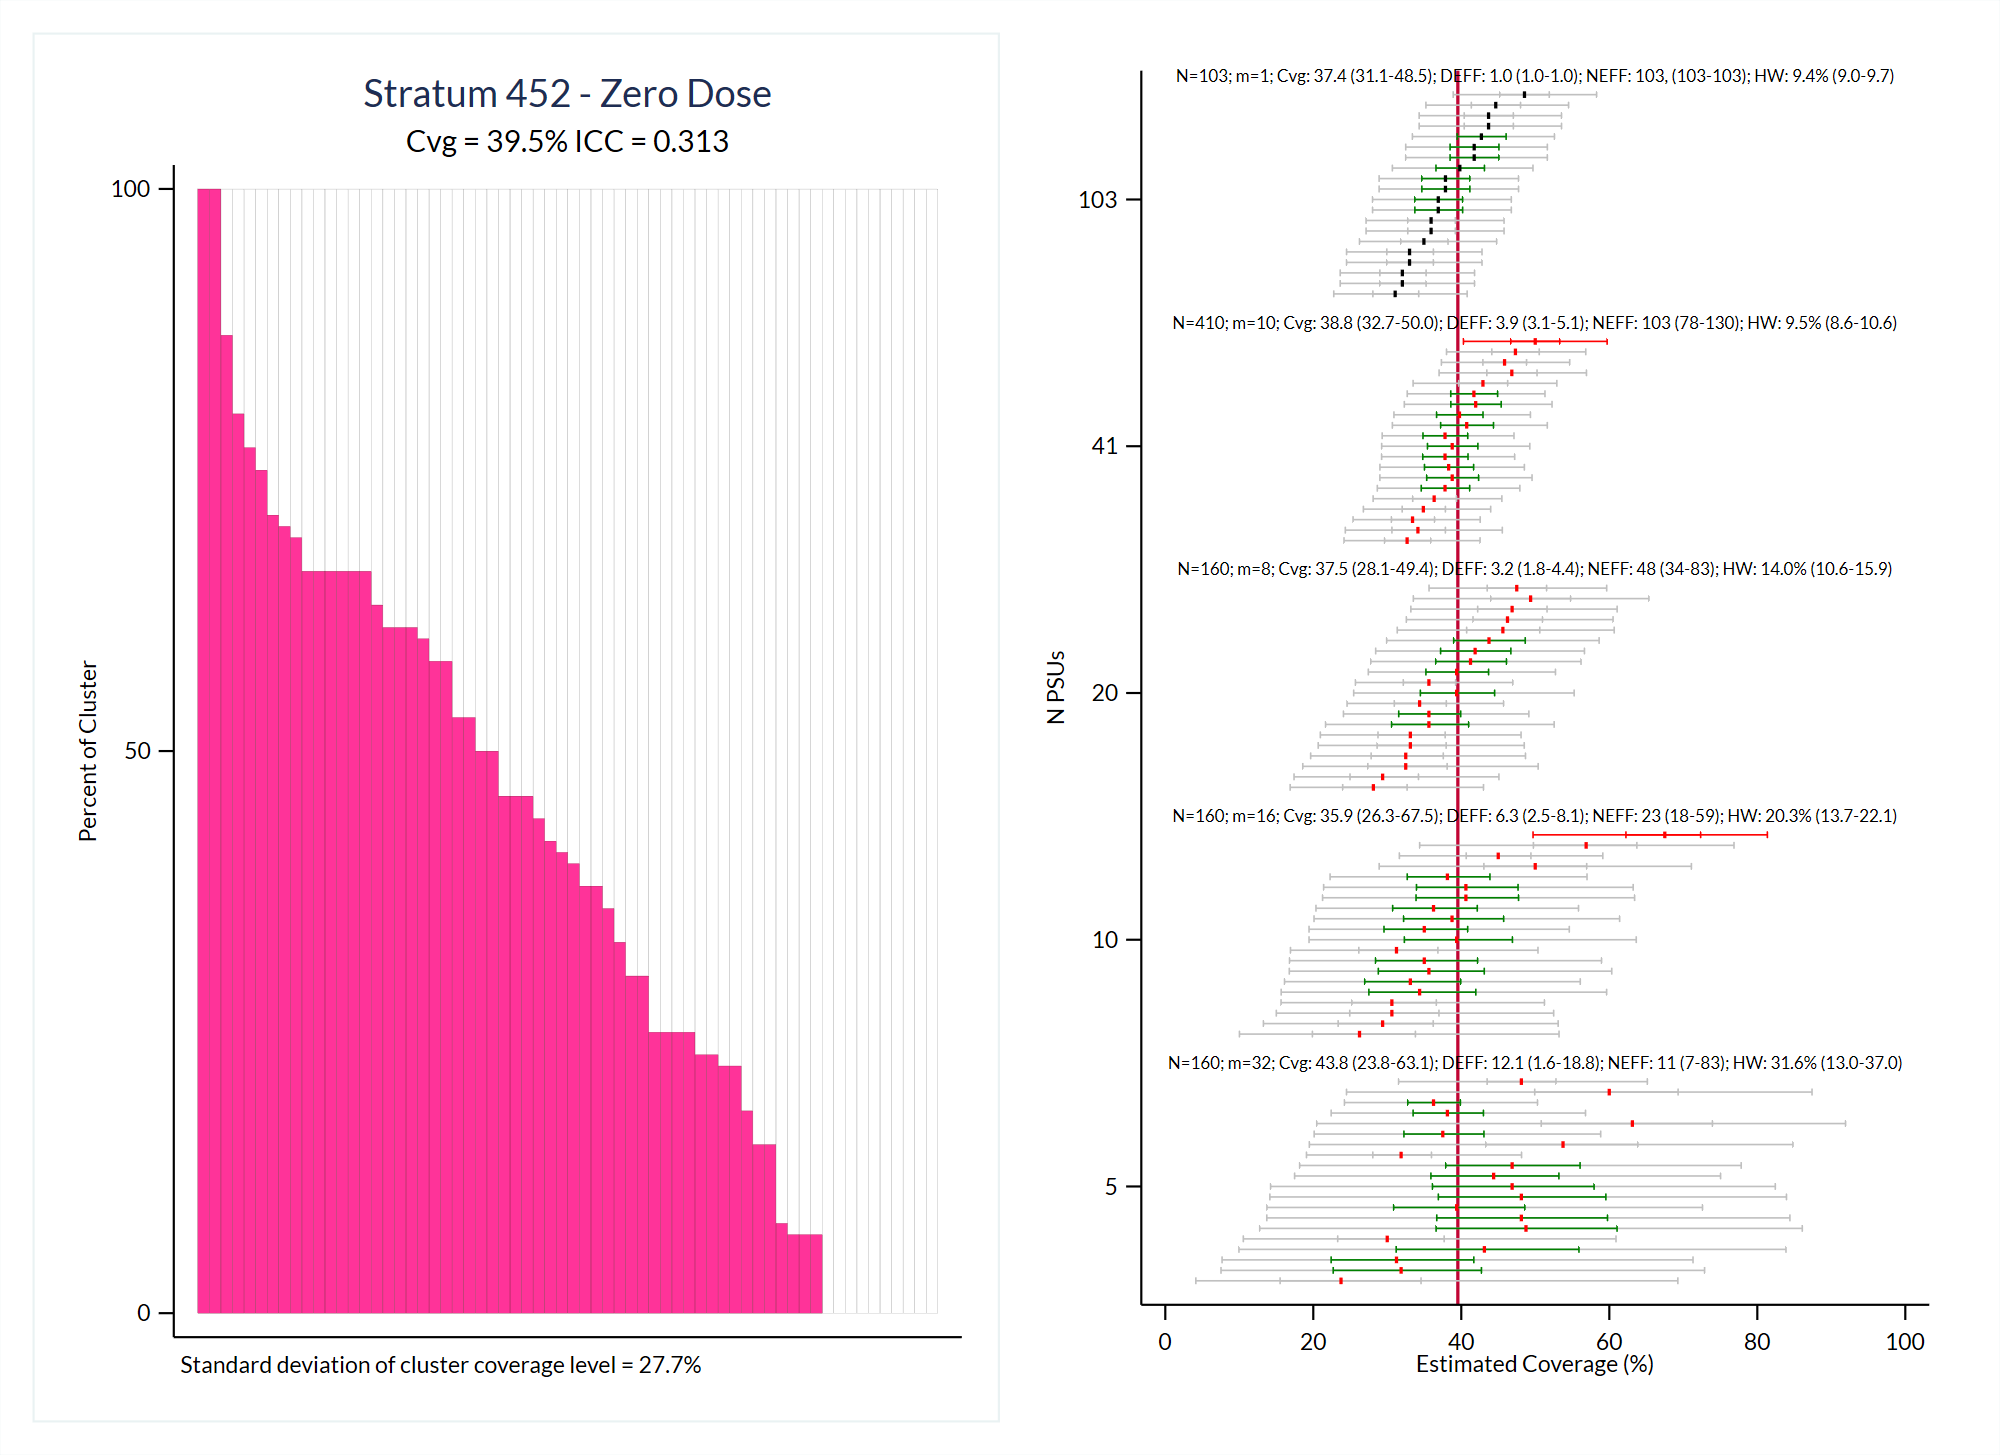 Stratum 452 - Zero Dose
Cvg = 39.5% ICC = 0.313
100
50
0
Percent of Cluster
Standard deviation of cluster coverage level = 27.7%
N=103; m=1; Cvg: 37.4 (31.1-48.5); DEFF: 1.0 (1.0-1.0); NEFF: 103, (103-103); HW: 9.4% (9.0-9.7)
103
N=410; m=10; Cvg: 38.8 (32.7-50.0); DEFF: 3.9 (3.1-5.1); NEFF: 103 (78-130); HW: 9.5% (8.6-10.6)
41
N=160; m=8; Cvg: 37.5 (28.1-49.4); DEFF: 3.2 (1.8-4.4); NEFF: 48 (34-83); HW: 14.0% (10.6-15.9)
20
N PSUs
N=160; m=16; Cvg: 35.9 (26.3-67.5); DEFF: 6.3 (2.5-8.1); NEFF: 23 (18-59); HW: 20.3% (13.7-22.1)
10
N=160; m=32; Cvg: 43.8 (23.8-63.1); DEFF: 12.1 (1.6-18.8); NEFF: 11 (7-83); HW: 31.6% (13.0-37.0)
5
0 20 40 60 80 100
Estimated Coverage (%)